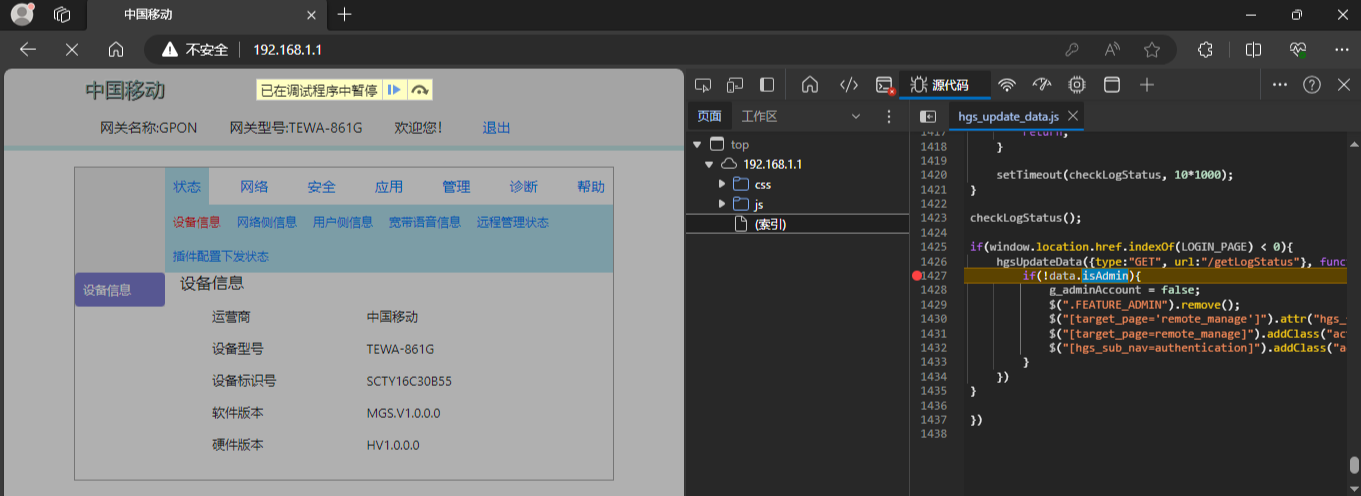 中国移动
不安全 192.168.1.1
中国移动
已在调试程序中暂停
网关名称:GPON 网关型号:TEWA-861G 欢迎您! 退出
状态 网络 安全 应用 管理 诊断 帮助
设备信息 网络侧信息 用户侧信息 宽带语音信息 远程管理状态
插件配置下发状态
设备信息
设备信息
运营商 中国移动
设备型号 TEWA-861G
设备标识号 SCTY16C30B55
软件版本 MGS.V1.0.0.0
硬件版本 HV1.0.0.0
源代码
页面 工作区
top
192.168.1.1
css
js
(索引)
hgs_update_data.js
1417 return;
1418 }
1419
1420 setTimeout(checkLogStatus, 10*1000);
1421 }
1422
1423 checkLogStatus();
1424
1425 if(window.location.href.indexOf(LOGIN_PAGE) < 0){
1426 hgsUpdateData({type:"GET", url:"/getLogStatus"}, func
1427 if(!data.isAdmin){
1428 g_adminAccount = false;
1429 $(".FEATURE_ADMIN").remove();
1430 $("[target_page='remote_manage']").attr("hgs_
1431 $("[target_page=remote_manage]").addClass("ac
1432 $("[hgs_sub_nav=authentication]").addClass("a
1433 }
1434 })
1435 }
1436
1437 })
1438